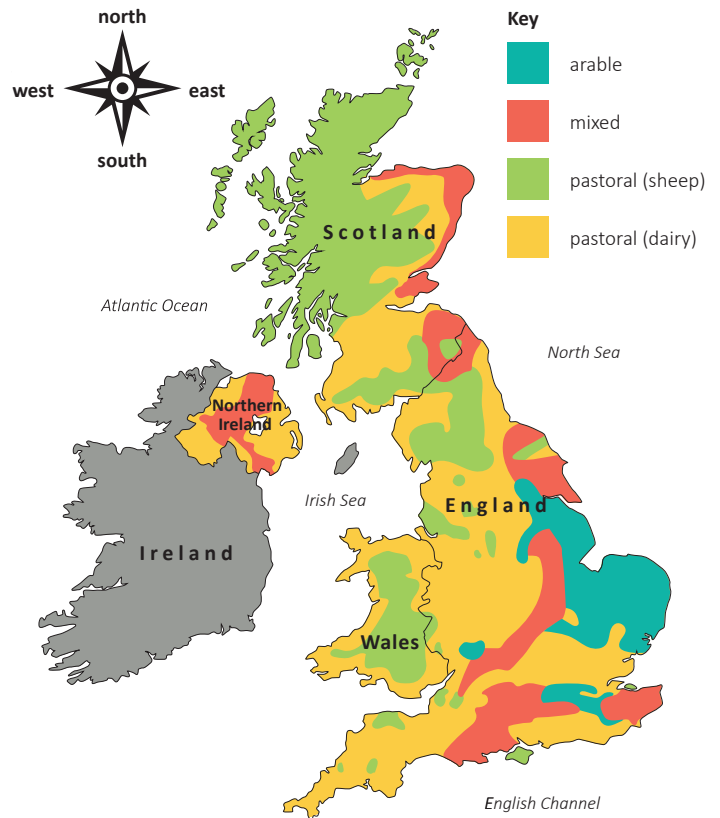 north
west
east
south
Key
arable
mixed
pastoral (sheep)
pastoral (dairy)
Scotland
Atlantic Ocean
North Sea
Northern
Ireland
Irish Sea
England
Ireland
Wales
English Channel